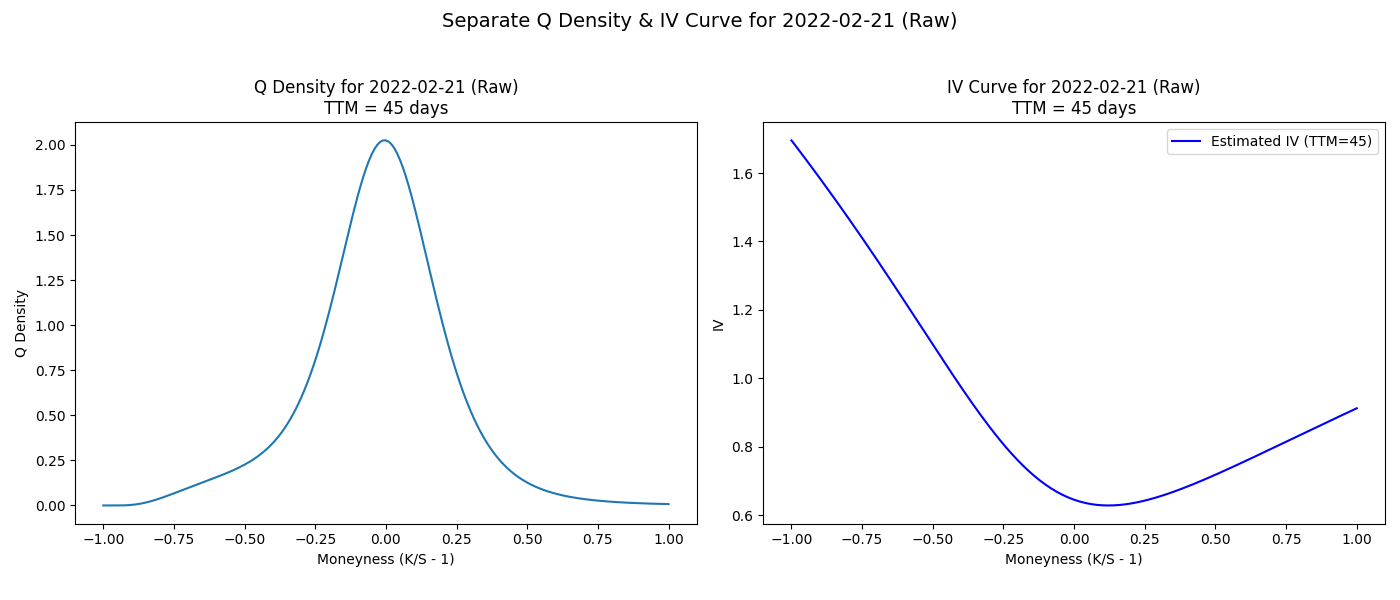 Separate Q Density & IV Curve for 2022-02-21 (Raw)
Q Density for 2022-02-21 (Raw)
TTM = 45 days
Q Density
2.00
1.75
1.50
1.25
1.00
0.75
0.50
0.25
0.00
−1.00 −0.75 −0.50 −0.25 0.00 0.25 0.50 0.75 1.00
Moneyness (K/S - 1)
IV Curve for 2022-02-21 (Raw)
TTM = 45 days
Estimated IV (TTM=45)
IV
1.6
1.4
1.2
1.0
0.8
0.6
−1.00 −0.75 −0.50 −0.25 0.00 0.25 0.50 0.75 1.00
Moneyness (K/S - 1)